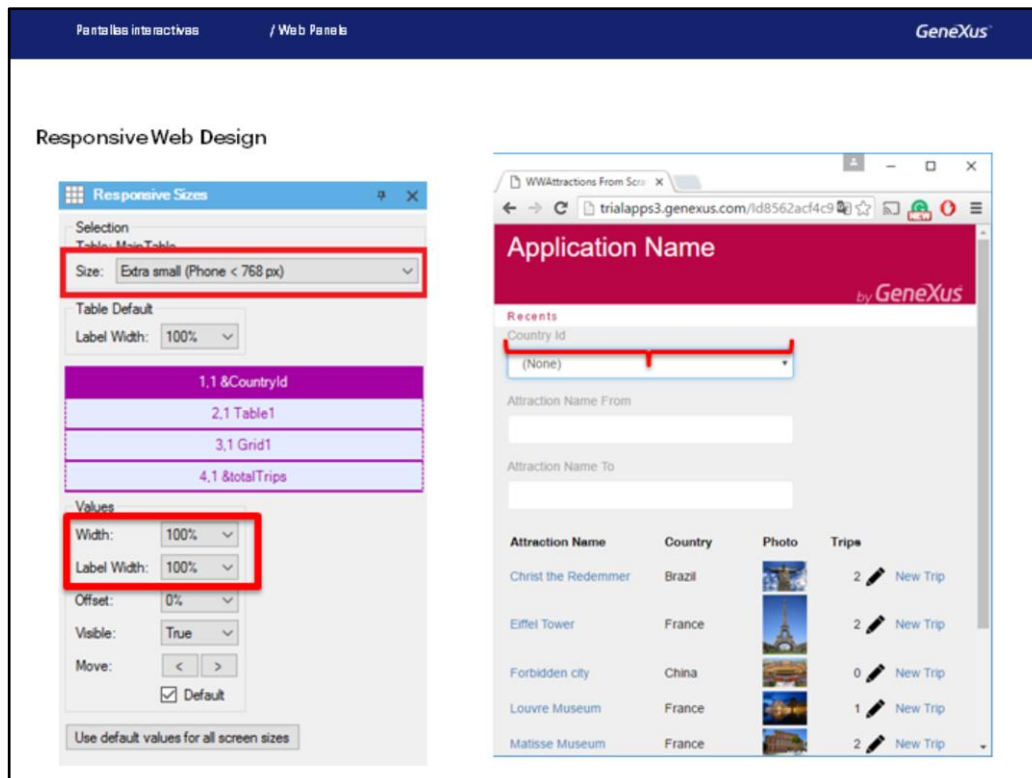 Pantallas interactivas / Web Panels GeneXus
Responsive Web Design
Responsive Sizes
Selection
Table: MainTable
Size: Extra small (Phone < 768 px)
Table Default
Label Width: 100%
1,1 &CountryId
2,1 Table1
3,1 Grid1
4,1 &totalTrips
Values
Width: 100%
Label Width: 100%
Offset: 0%
Visible: True
Move: < >
Default
Use default values for all screen sizes
WWAttractions From Scra
trialapps3.genexus.com/Id8562acf4c9
Application Name
by GeneXus
Recents
Country Id
(None)
Attraction Name From
Attraction Name To
Attraction Name Country Photo Trips
Christ the Redemmer Brazil 2 New Trip
Eiffel Tower France 2 New Trip
Forbidden city China 0 New Trip
Louvre Museum France 1 New Trip
Matisse Museum France 2 New Trip